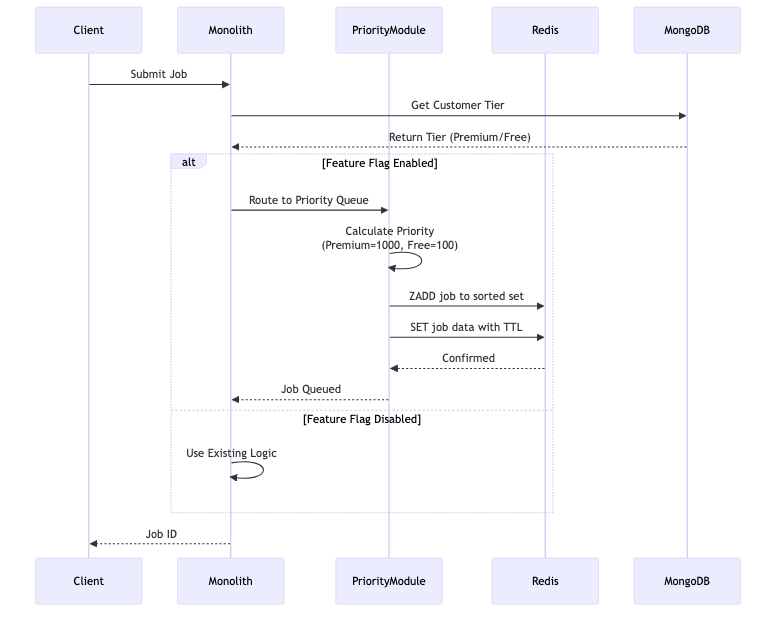 Client
Monolith
PriorityModule
Redis
MongoDB
Submit Job
Get Customer Tier
Return Tier (Premium/Free)
alt
[Feature Flag Enabled]
Route to Priority Queue
Calculate Priority
(Premium=1000, Free=100)
ZADD job to sorted set
SET job data with TTL
Confirmed
Job Queued
[Feature Flag Disabled]
Use Existing Logic
Job ID
Client
Monolith
PriorityModule
Redis
MongoDB